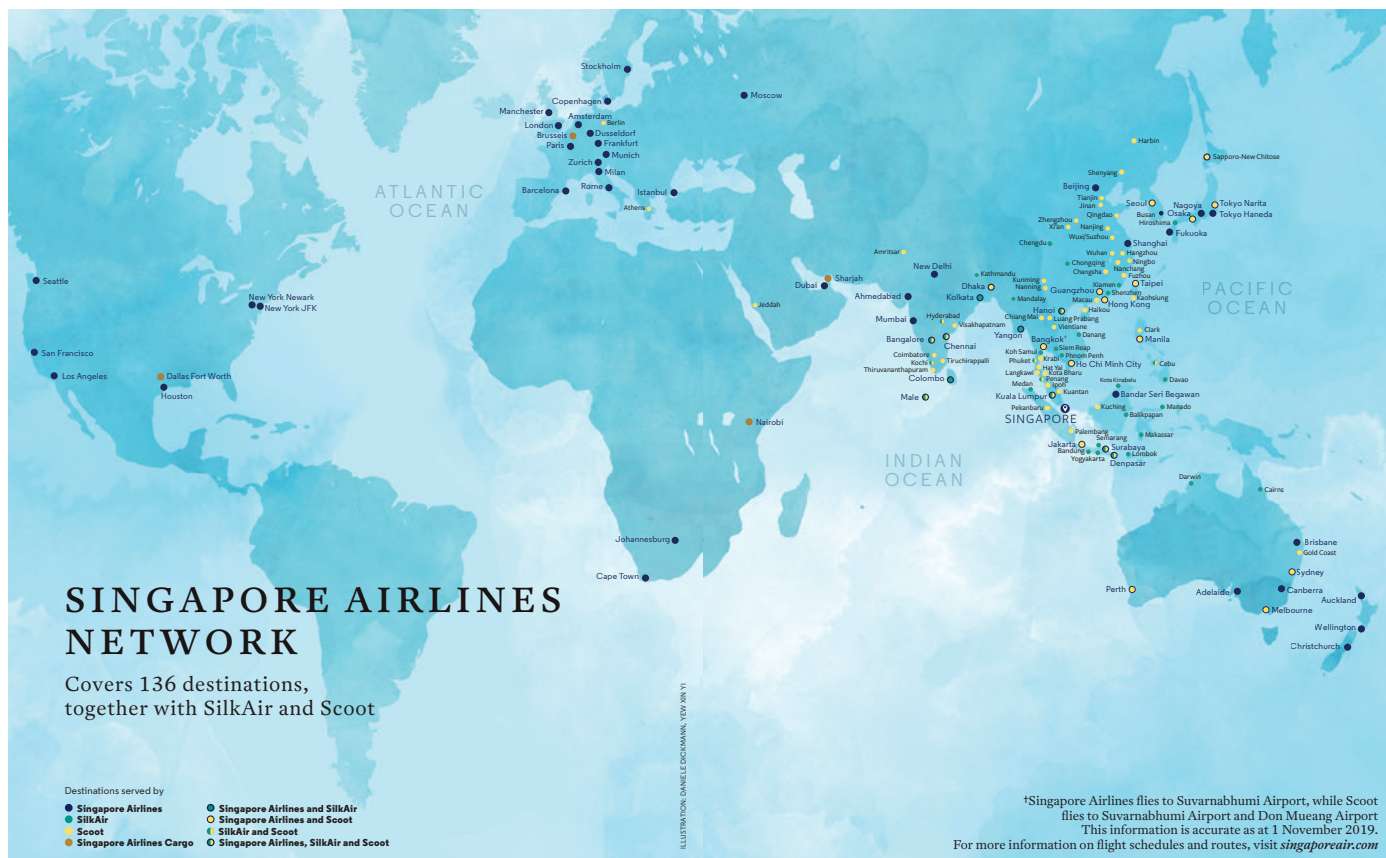 Stockholm
Moscow
Copenhagen
Manchester
Amsterdam
London
Berlin
Brussels
Dusseldorf
Paris
Frankfurt
Munich
Zurich
Milan
Barcelona
Rome
Istanbul
Athens
ATLANTIC
OCEAN
Harbin
Sapporo-New Chitose
Shenyang
Beijing
Tianjin
Jinan
Seoul
Nagoya
Tokyo Narita
Qingdao
Busan
Osaka
Tokyo Haneda
Zhengzhou
Hiroshima
Xi'an
Nanjing
Fukuoka
Wuxi/Suzhou
Chengdu
Shanghai
Amritsar
Wuhan
Hangzhou
Chongqing
Ningbo
New Delhi
Nanchang
Kathmandu
Changsha
Fuzhou
Seattle
Sharjah
Kunming
Dubai
Dhaka
Nanning
Xiamen
Taipei
Guangzhou
Shenzhen
PACIFIC
OCEAN
New York Newark
New York JFK
Ahmedabad
Kolkata
Mandalay
Macau
Kaohsiung
Jeddah
Hong Kong
Hanoi
Haikou
Mumbai
Hyderabad
Chiang Mai
Luang Prabang
Visakhapatnam
Vientiane
Clark
Yangon
Danang
Bangalore
Chennai
Bangkok†
Manila
San Francisco
Siem Reap
Coimbatore
Koh Samui
Phnom Penh
Kochi
Tiruchirappalli
Phuket
Krabi
Ho Chi Minh City
Cebu
Thiruvananthapuram
Hat Yai
Langkawi
Kota Bharu
Los Angeles
Dallas Fort Worth
Colombo
Penang
Kota Kinabalu
Davao
Medan
Ipoh
Houston
Male
Kuala Lumpur
Kuantan
Bandar Seri Begawan
Pekanbaru
Kuching
Manado
SINGAPORE
Balikpapan
Nairobi
Palembang
Makassar
Semarang
Jakarta
Surabaya
Bandung
Lombok
Yogyakarta
Denpasar
INDIAN
OCEAN
Darwin
Cairns
Johannesburg
Brisbane
Gold Coast
Cape Town
Sydney
Perth
Adelaide
Canberra
Auckland
Melbourne
Wellington
Christchurch
SINGAPORE AIRLINES
NETWORK
Covers 136 destinations,
together with SilkAir and Scoot
ILLUSTRATION: DANIELE DICKMANN, YEW XIN YI
Destinations served by
Singapore Airlines
SilkAir
Scoot
Singapore Airlines Cargo
Singapore Airlines and SilkAir
Singapore Airlines and Scoot
SilkAir and Scoot
Singapore Airlines, SilkAir and Scoot
†Singapore Airlines flies to Suvarnabhumi Airport, while Scoot
flies to Suvarnabhumi Airport and Don Mueang Airport
This information is accurate as at 1 November 2019.
For more information on flight schedules and routes, visit singaporeair.com